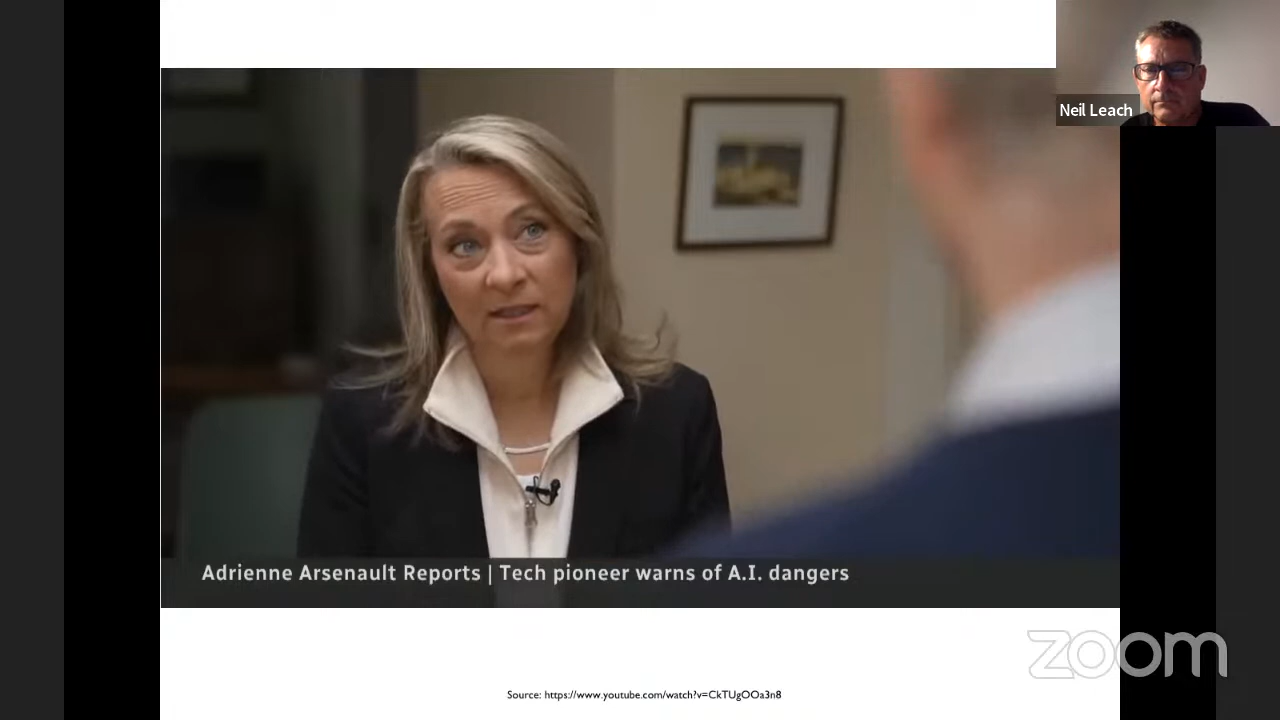 Neil Leach
Adrienne Arsenault Reports | Tech pioneer warns of A.I. dangers
zoom
Source: https://www.youtube.com/watch?v=CkTUgOOa3n8